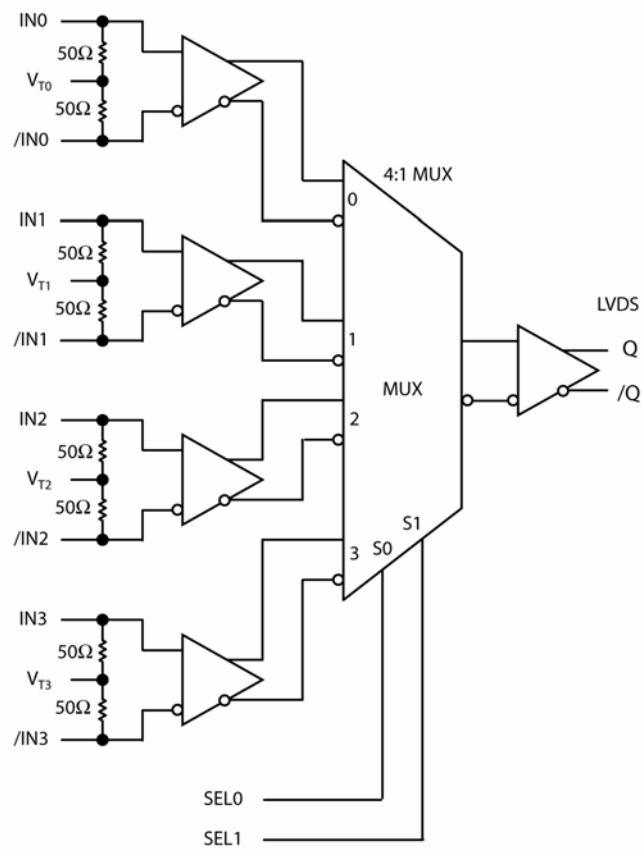 IN0
50Ω
VT0
50Ω
/IN0
4:1 MUX
0
IN1
50Ω
VT1
50Ω
/IN1
1
LVDS
Q
/Q
MUX
IN2
50Ω
VT2
50Ω
/IN2
2
S1
S0
3
IN3
50Ω
VT3
50Ω
/IN3
SEL0
SEL1